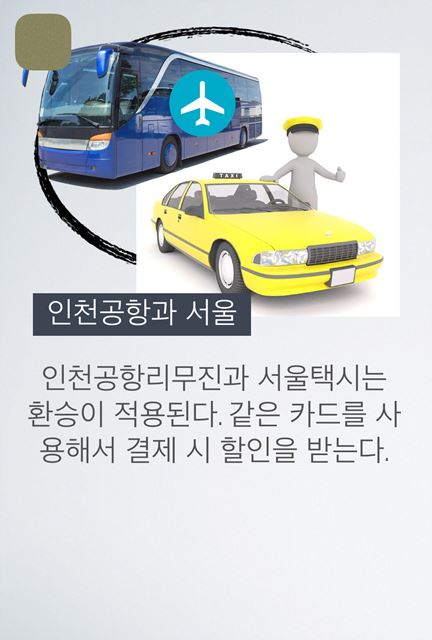 TAXI
인천공항과 서울
인천공항리무진과 서울택시는
환승이 적용된다. 같은 카드를 사
용해서 결제 시 할인을 받는다.